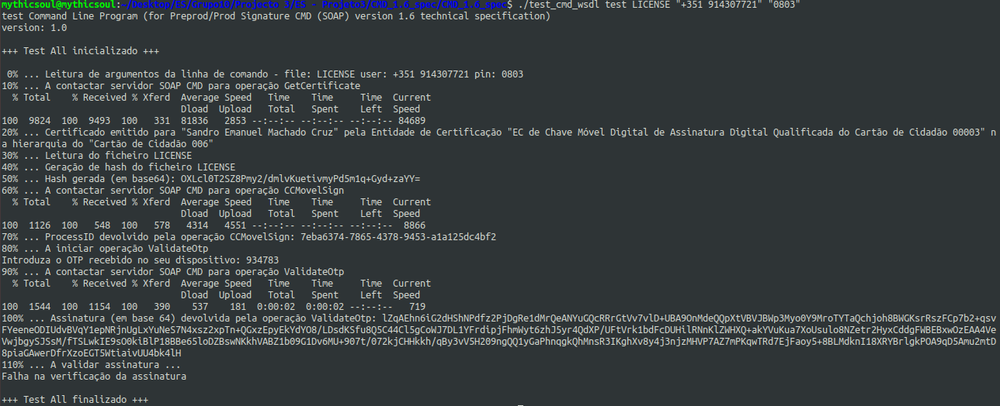 mythicsoul@mythicsoul:~/Desktop/ES/Grupo10/Projecto 3/ES - Projeto3/CMD_1.6_spec/CMD_1.6_spec$ ./test_cmd_wsdl test LICENSE "+351 914307721" "0803"
test Command Line Program (for Preprod/Prod Signature CMD (SOAP) version 1.6 technical specification)
version: 1.0
+++ Test All inicializado +++
0% ... Leitura de argumentos da linha de comando - file: LICENSE user: +351 914307721 pin: 0803
10% ... A contactar servidor SOAP CMD para operação GetCertificate
% Total % Received % Xferd Average Speed Time Time Time Current
Dload Upload Total Spent Left Speed
100 9824 100 9493 100 331 81836 2853 --:--:-- --:--:-- --:--:-- 84689
20% ... Certificado emitido para "Sandro Emanuel Machado Cruz" pela Entidade de Certificação "EC de Chave Móvel Digital de Assinatura Digital Qualificada do Cartão de Cidadão 00003" n
a hierarquia do "Cartão de Cidadão 006"
30% ... Leitura do ficheiro LICENSE
40% ... Geração de hash do ficheiro LICENSE
50% ... Hash gerada (em base64): OXLcl0T2SZ8Pmy2/dmlvKuetivmyPd5m1q+Gyd+zaYY=
60% ... A contactar servidor SOAP CMD para operação CCMovelSign
% Total % Received % Xferd Average Speed Time Time Time Current
Dload Upload Total Spent Left Speed
100 1126 100 548 100 578 4314 4551 --:--:-- --:--:-- --:--:-- 8866
70% ... ProcessID devolvido pela operação CCMovelSign: 7eba6374-7865-4378-9453-a1a125dc4bf2
80% ... A iniciar operação ValidateOtp
Introduza o OTP recebido no seu dispositivo: 934783
90% ... A contactar servidor SOAP CMD para operação ValidateOtp
% Total % Received % Xferd Average Speed Time Time Time Current
Dload Upload Total Spent Left Speed
100 1544 100 1154 100 390 537 181 0:00:02 0:00:02 --:--:-- 719
100% ... Assinatura (em base 64) devolvida pela operação ValidateOtp: lZqAEhn6iG2dHShNPdfz2PjDgRe1dMrQeANYuGQcRRrGtVv7vlD+UBA9OnMdeQQpXtVBVJBWp3Myo0Y9MroTYTaQchjoh8BWGKsrRszFCp7b2+qsv
FYeeneODIUdvBVqY1epNRjnUgLxYuNeS7N4xsz2xpTn+QGxzEpyEkYdYO8/LDsdKSfu8Q5C44Cl5gCoWJ7DL1YFrdipjFhmWyt6zhJ5yr4QdXP/UFtVrk1bdFcDUHilRNnKlZWHXQ+akYVuKua7XoUsulo8NZetr2HyxCddgFWBEBxwOzEAA4Ve
VwjbgySJSsM/fTSLwkIE9sO0kiBlP18BBe65loDZBswNKkhVABZ1b09G1Dv6MU+907t/072kjCHHkkh/qBy3vV5H209ngQQ1yGaPhnqgkQhMnsR3IKghXv8y4j3njzMHVP7AZ7mPKqwTRd7EjFaoy5+8BLMdknI18XRYBrlgkPOA9qD5Amu2mtD
8piaGAwerDfrXzoEGT5WtiaivUU4bk4lH
110% ... A validar assinatura ...
Falha na verificação da assinatura
+++ Test All finalizado +++